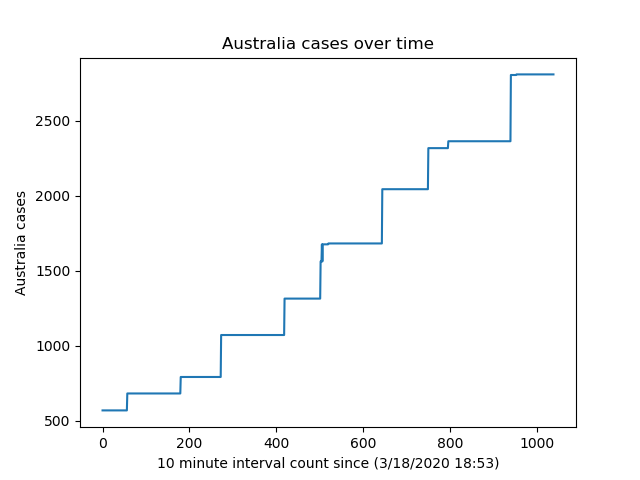 Australia cases over time
2500
2000
1500
1000
500
Australia cases
0 200 400 600 800 1000
10 minute interval count since (3/18/2020 18:53)